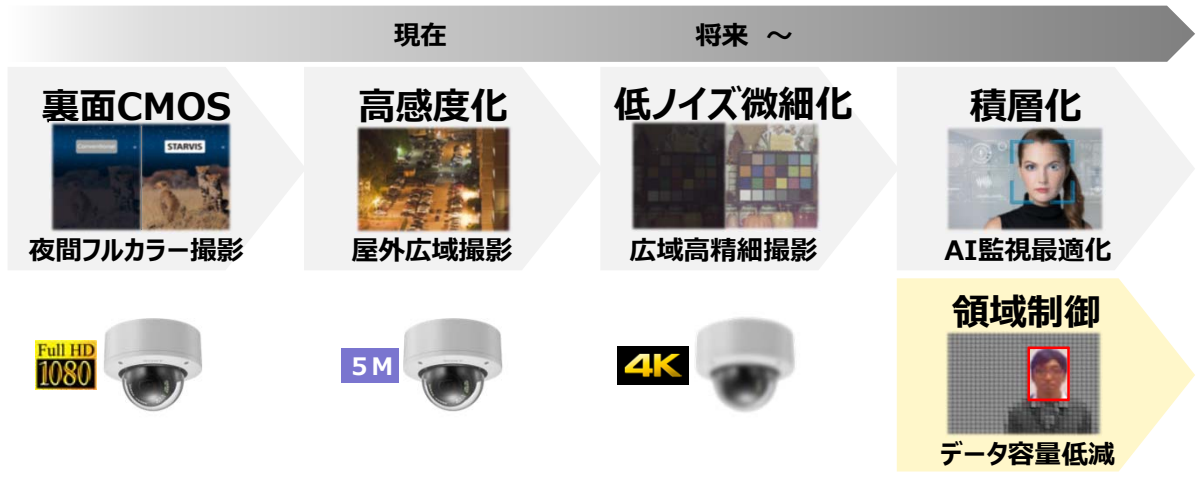 現在
将来 ～
裏面CMOS
Conventional
STARVIS
夜間フルカラー撮影
高感度化
屋外広域撮影
低ノイズ微細化
広域高精細撮影
積層化
AI監視最適化
Full HD
1080
5M
4K
領域制御
データ容量低減